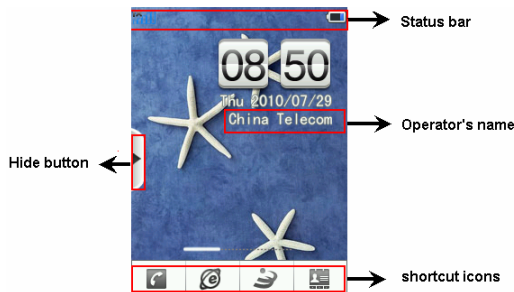 Status bar
08 50
Thu 2010/07/29
China Telecom
Operator's name
Hide button
shortcut icons